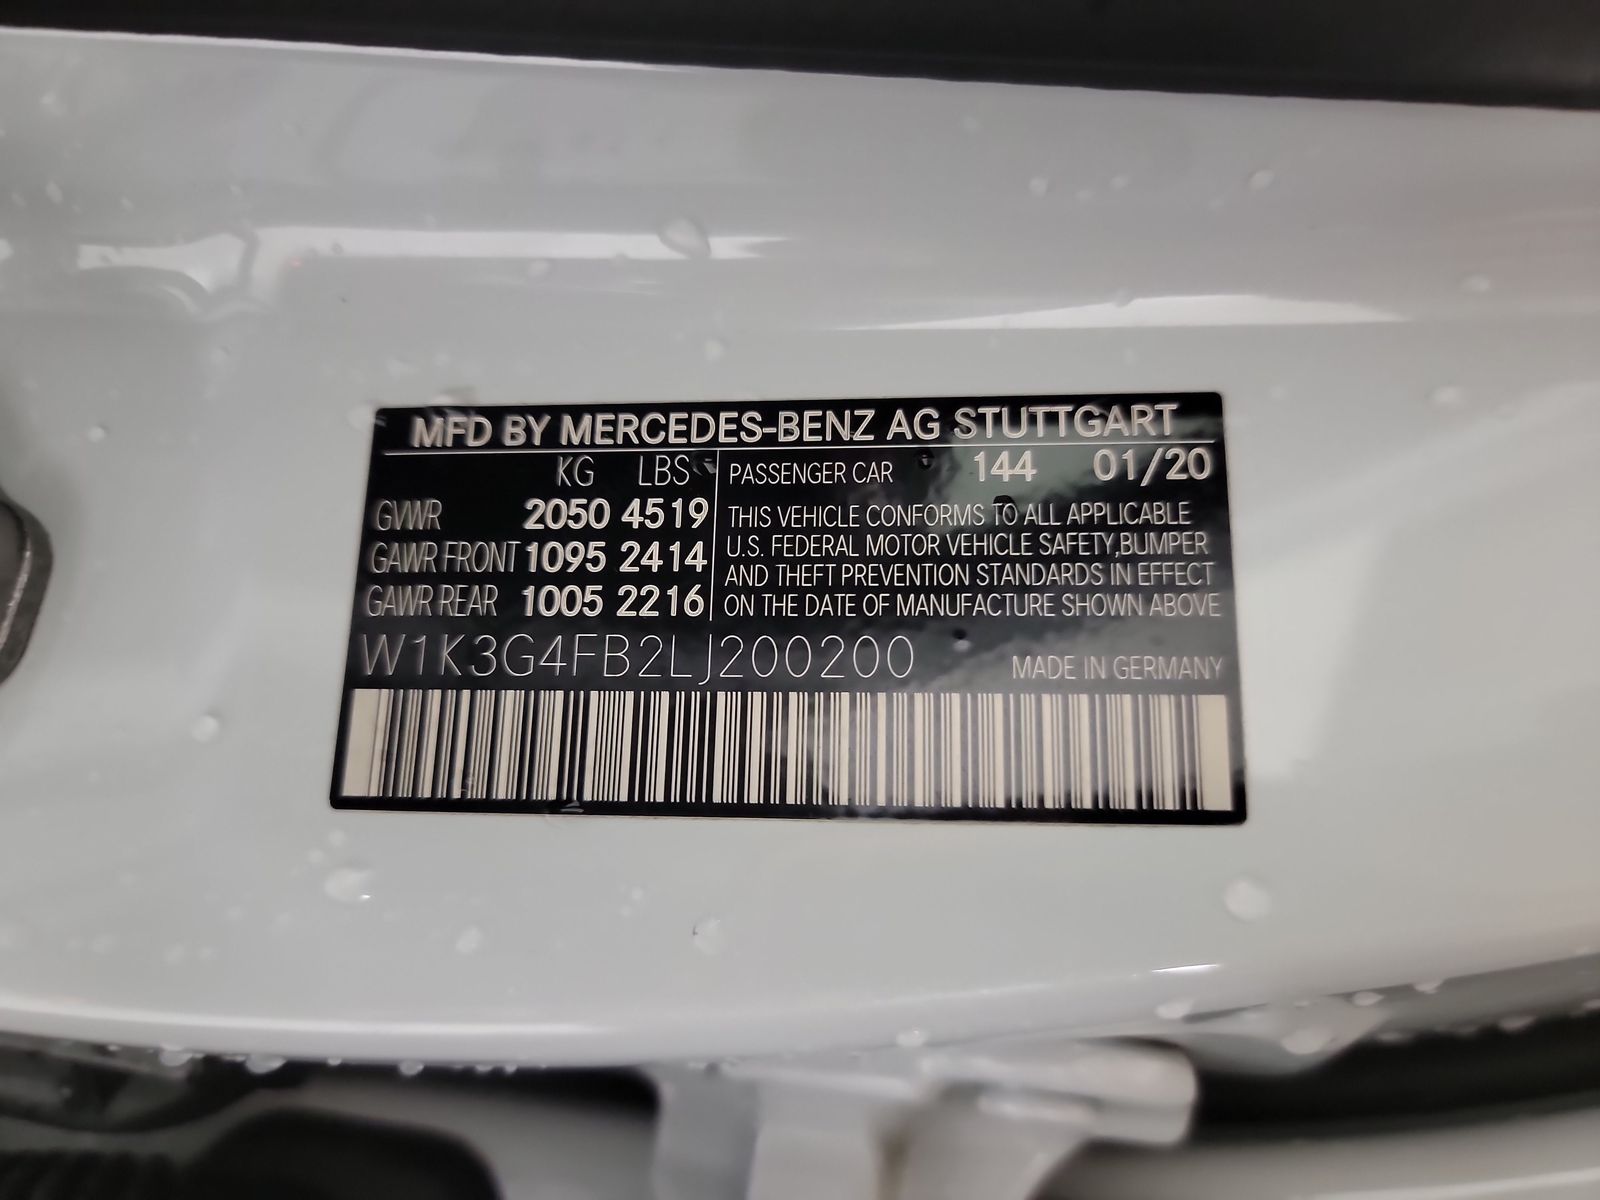 MFD BY MERCEDES-BENZ AG STUTTGART
KG LBS
GVWR 2050 4519
GAWR FRONT 1095 2414
GAWR REAR 1005 2216
PASSENGER CAR 144 01/20
THIS VEHICLE CONFORMS TO ALL APPLICABLE
U.S. FEDERAL MOTOR VEHICLE SAFETY, BUMPER
AND THEFT PREVENTION STANDARDS IN EFFECT
ON THE DATE OF MANUFACTURE SHOWN ABOVE
W1K3G4FB2LJ200200
MADE IN GERMANY